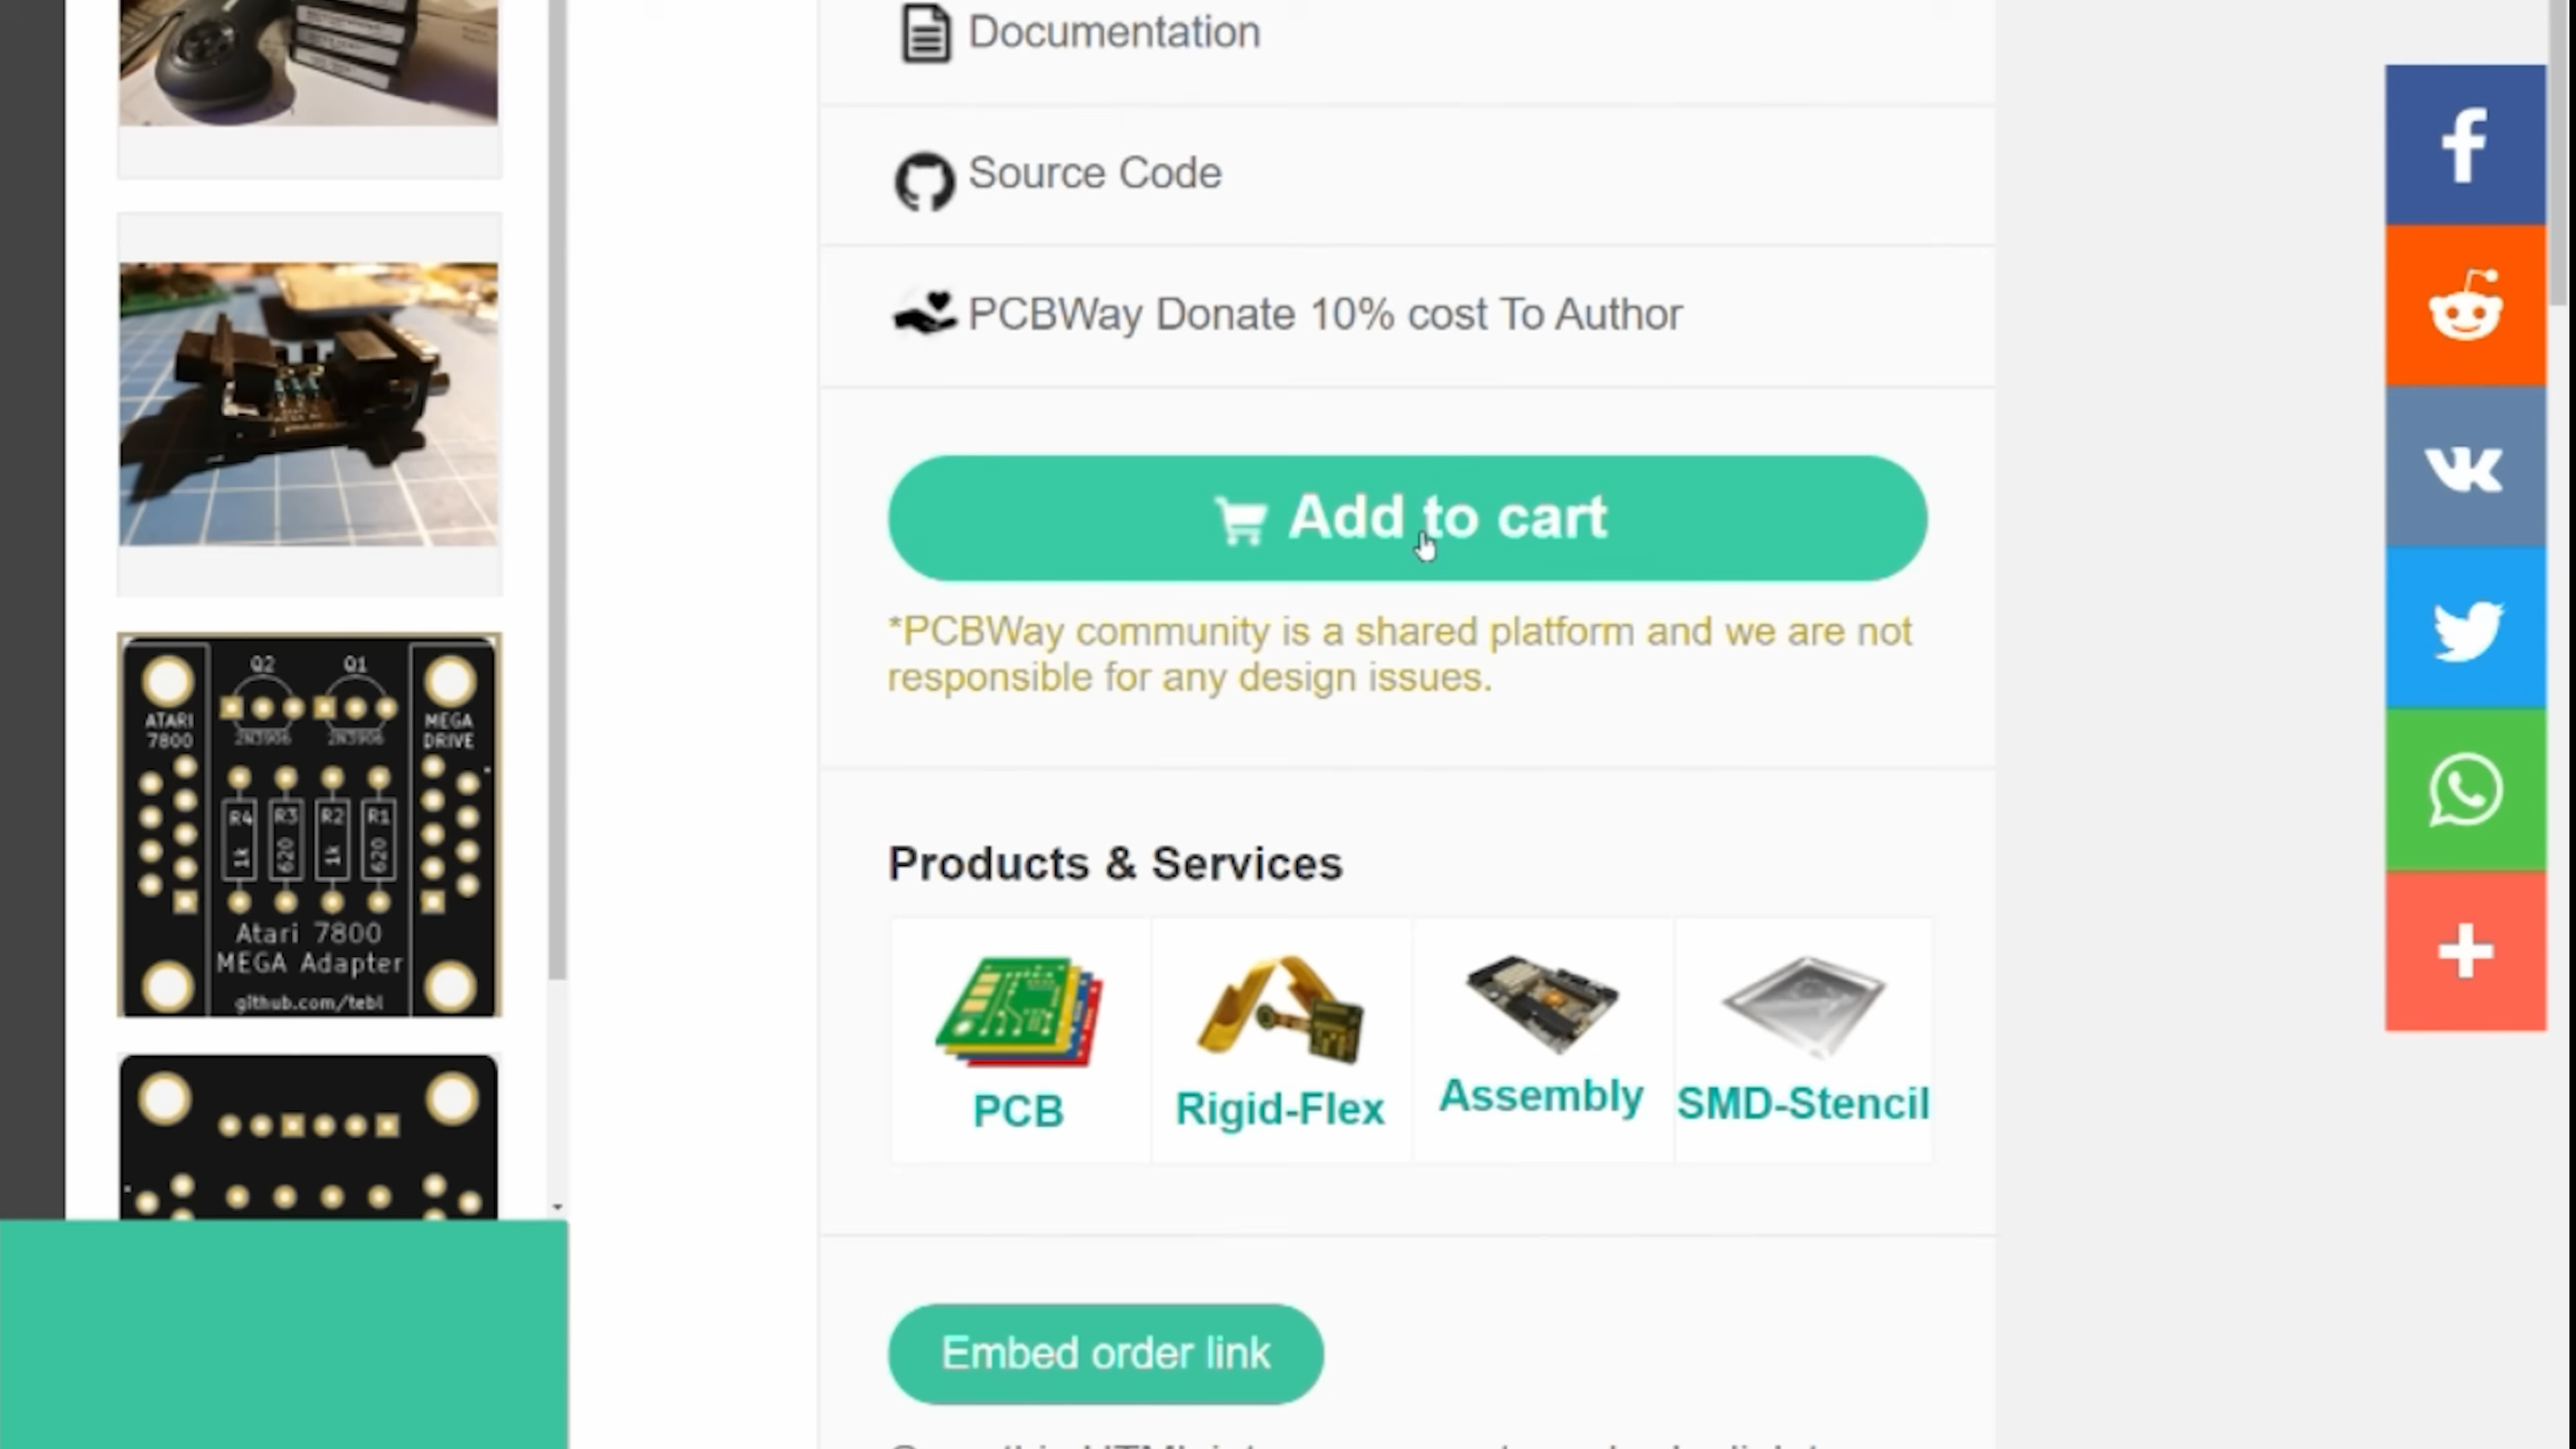 Documentation
Source Code
PCBWay Donate 10% cost To Author
Add to cart
*PCBWay community is a shared platform and we are not
responsible for any design issues.
Products & Services
PCB
Rigid-Flex
Assembly
SMD-Stencil
Embed order link
Q2 Q1
ATARI
7800
2N3906 2N3906
MEGA
DRIVE
R4 R3 R2 R1
1k 620 1k 620
Atari 7800
MEGA Adapter
github.com/tebl